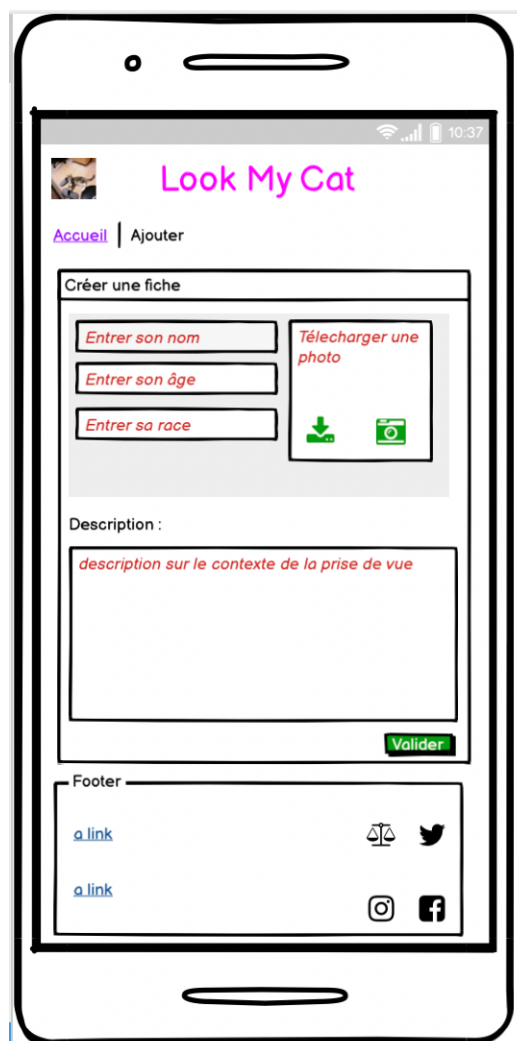 10:37
Look My Cat
Accueil | Ajouter
Créer une fiche
Entrer son nom
Entrer son âge
Entrer sa race
Télecharger une
photo
Description :
description sur le contexte de la prise de vue
Valider
Footer
a link
a link